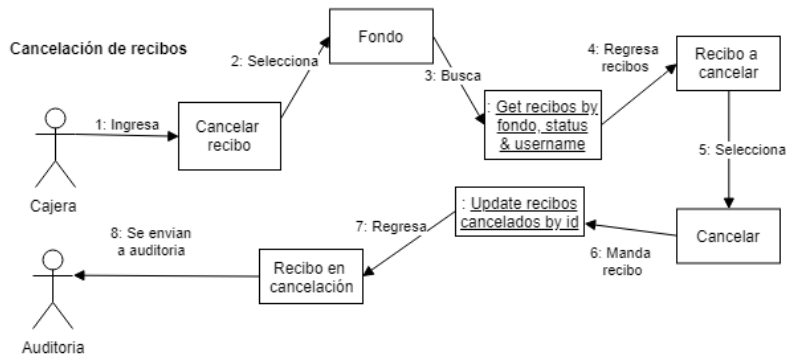 Cancelación de recibos
Cajera
1: Ingresa
Cancelar
recibo
2: Selecciona
Fondo
3: Busca
: Get recibos by
fondo, status
& username
4: Regresa
recibos
Recibo a
cancelar
5: Selecciona
Cancelar
6: Manda
recibo
: Update recibos
cancelados by id
7: Regresa
Recibo en
cancelación
8: Se envian
a auditoria
Auditoria